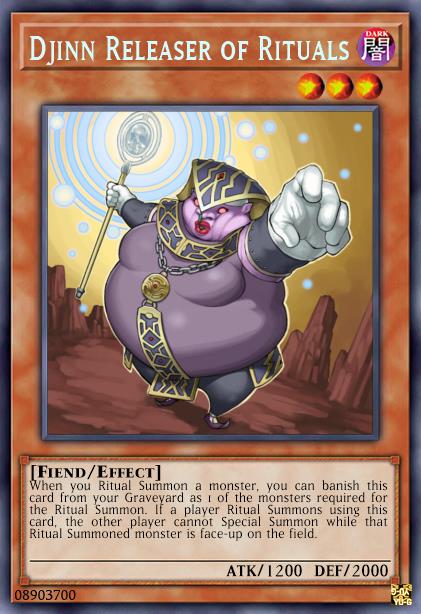 Djinn Releaser of Rituals
DARK
闇
[Fiend/Effect]
When you Ritual Summon a monster, you can banish this
card from your Graveyard as 1 of the monsters required for
the Ritual Summon. If a player Ritual Summons using this
card, the other player cannot Special Summon while that
Ritual Summoned monster is face-up on the field.
ATK/1200 DEF/2000
08903700